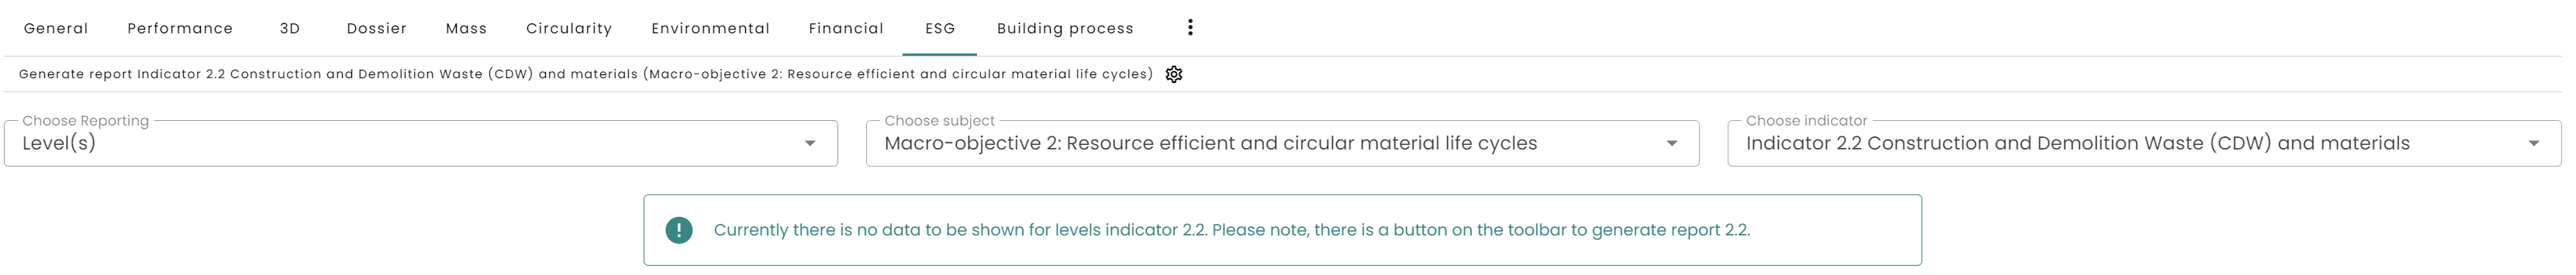 General Performance 3D Dossier Mass Circularity Environmental Financial ESG Building process
Generate report Indicator 2.2 Construction and Demolition Waste (CDW) and materials (Macro-objective 2: Resource efficient and circular material life cycles)
Choose Reporting Choose subject Choose indicator
Level(s) Macro-objective 2: Resource efficient and circular material life cycles Indicator 2.2 Construction and Demolition Waste (CDW) and materials
Currently there is no data to be shown for levels indicator 2.2. Please note, there is a button on the toolbar to generate report 2.2.